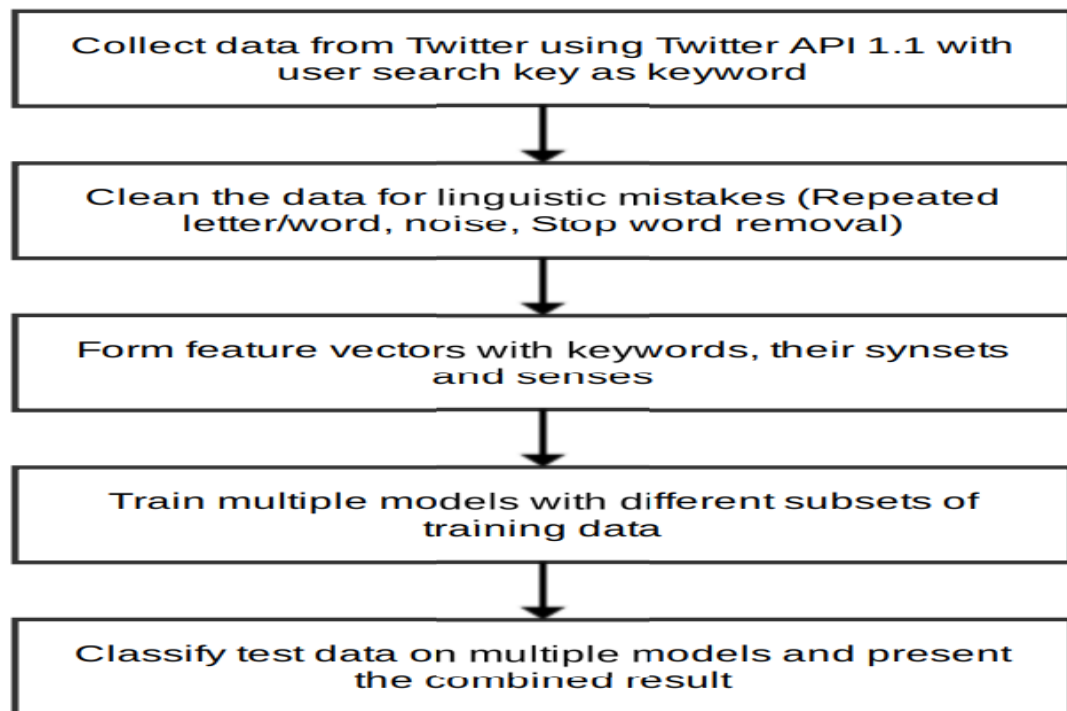 Collect data from Twitter using Twitter API 1.1 with
user search key as keyword
Clean the data for linguistic mistakes (Repeated
letter/word, noise, Stop word removal)
Form feature vectors with keywords, their synsets
and senses
Train multiple models with different subsets of
training data
Classify test data on multiple models and present
the combined result